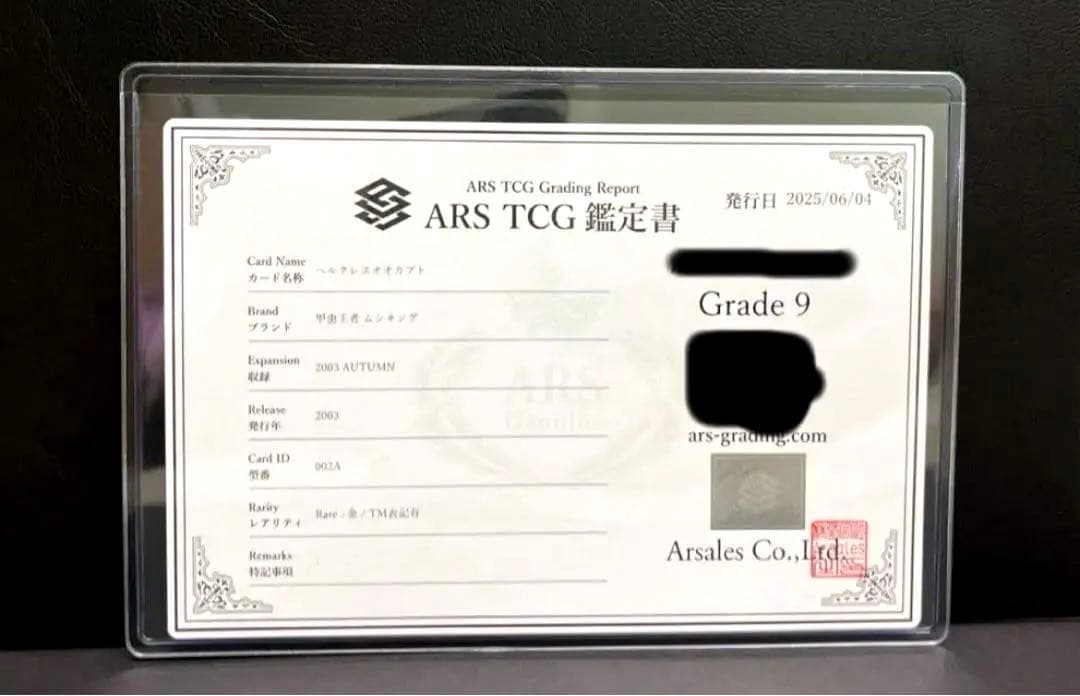 ARS TCG Grading Report
ARS TCG 鑑定書
発行日 2025/06/04
Card Name
カード名称
ヘルクレスオオカブト
Brand
ブランド
甲虫王者 ムシキング
Expansion
収録
2003 AUTUMN
Release
発行年
2003
Card ID
型番
002A
Rarity
レアリティ
Rare / 金 / TM表記有
Remarks
特記事項
Grade 9
ars-grading.com
Arsales Co.,Ltd.
ARS